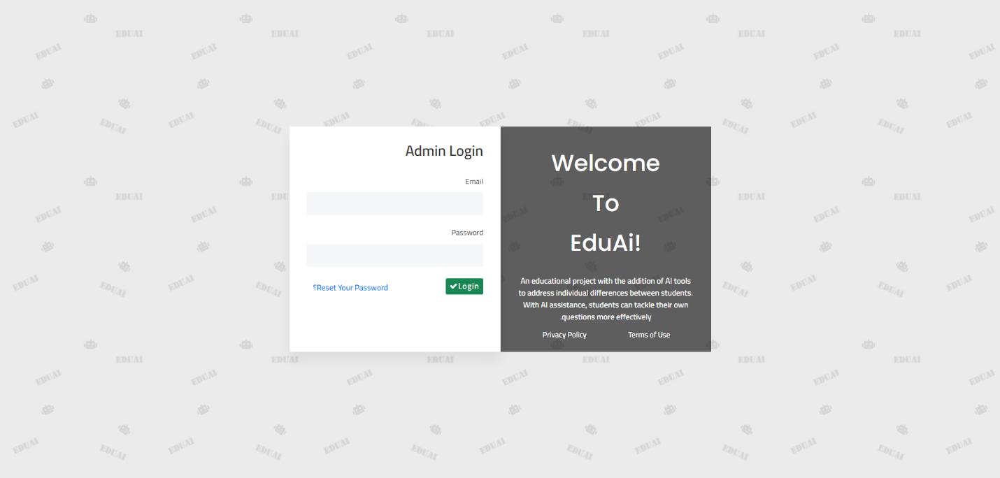 EDUAI
Admin Login
Email
Password
؟Reset Your Password
Login
Welcome
To
EduAi!
An educational project with the addition of AI tools
to address individual differences between students.
With AI assistance, students can tackle their own
.questions more effectively
Privacy Policy
Terms of Use